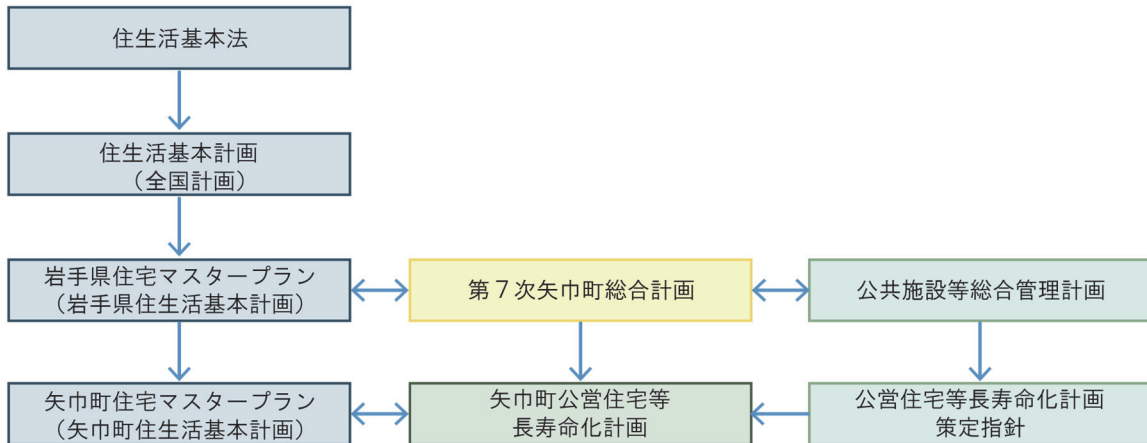 住生活基本法
住生活基本計画
（全国計画）
岩手県住宅マスタープラン
（岩手県住生活基本計画）
第７次矢巾町総合計画
公共施設等総合管理計画
矢巾町住宅マスタープラン
（矢巾町住生活基本計画）
矢巾町公営住宅等
長寿命化計画
公営住宅等長寿命化計画
策定指針